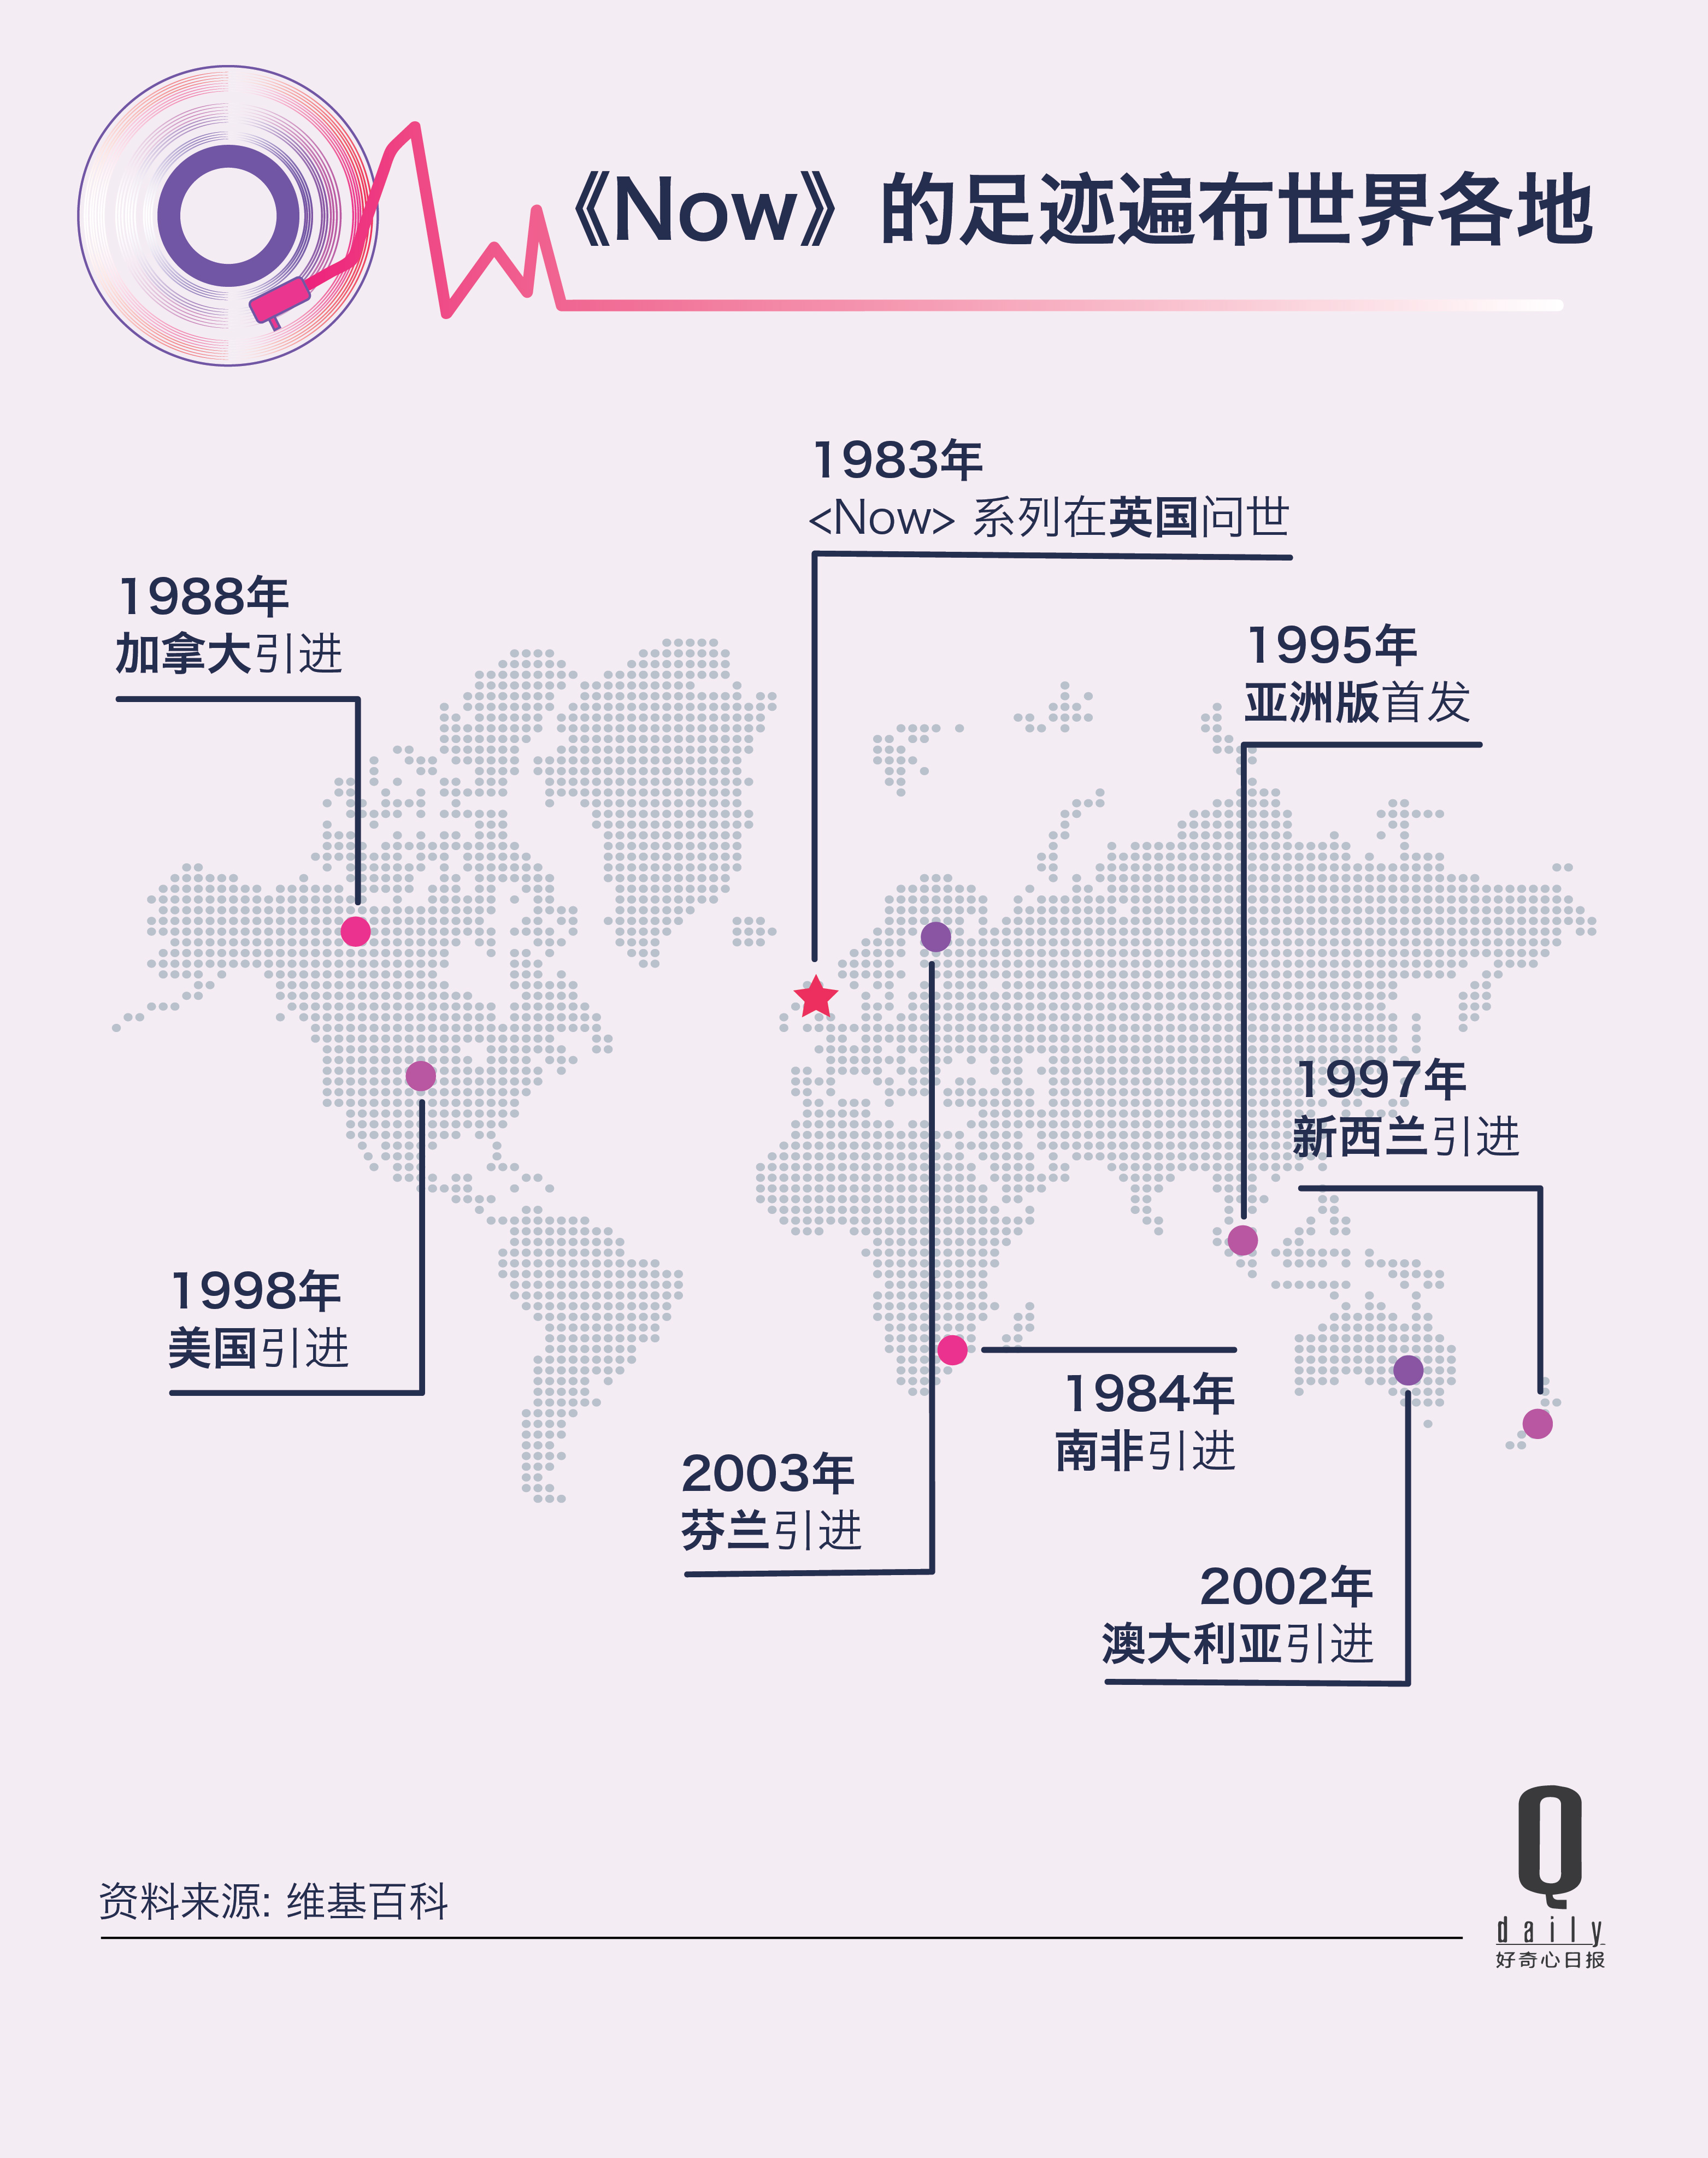 《Now》的足迹遍布世界各地
1983年
<Now> 系列在英国问世
1988年
加拿大引进
1995年
亚洲版首发
1997年
新西兰引进
1998年
美国引进
1984年
南非引进
2003年
芬兰引进
2002年
澳大利亚引进
资料来源: 维基百科
Q
daily
好奇心日报